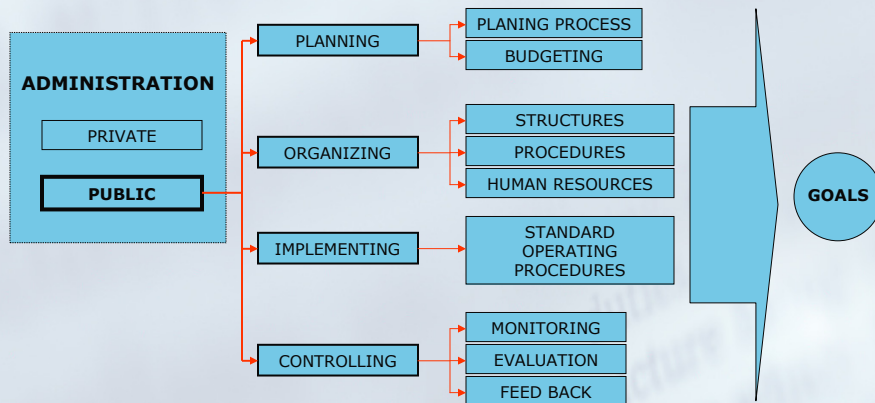 ADMINISTRATION
PRIVATE
PUBLIC
PLANNING
ORGANIZING
IMPLEMENTING
CONTROLLING
PLANING PROCESS
BUDGETING
STRUCTURES
PROCEDURES
HUMAN RESOURCES
STANDARD
OPERATING
PROCEDURES
MONITORING
EVALUATION
FEED BACK
GOALS